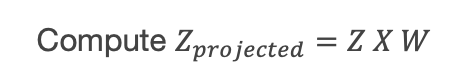 Compute Z_projected = Z X W